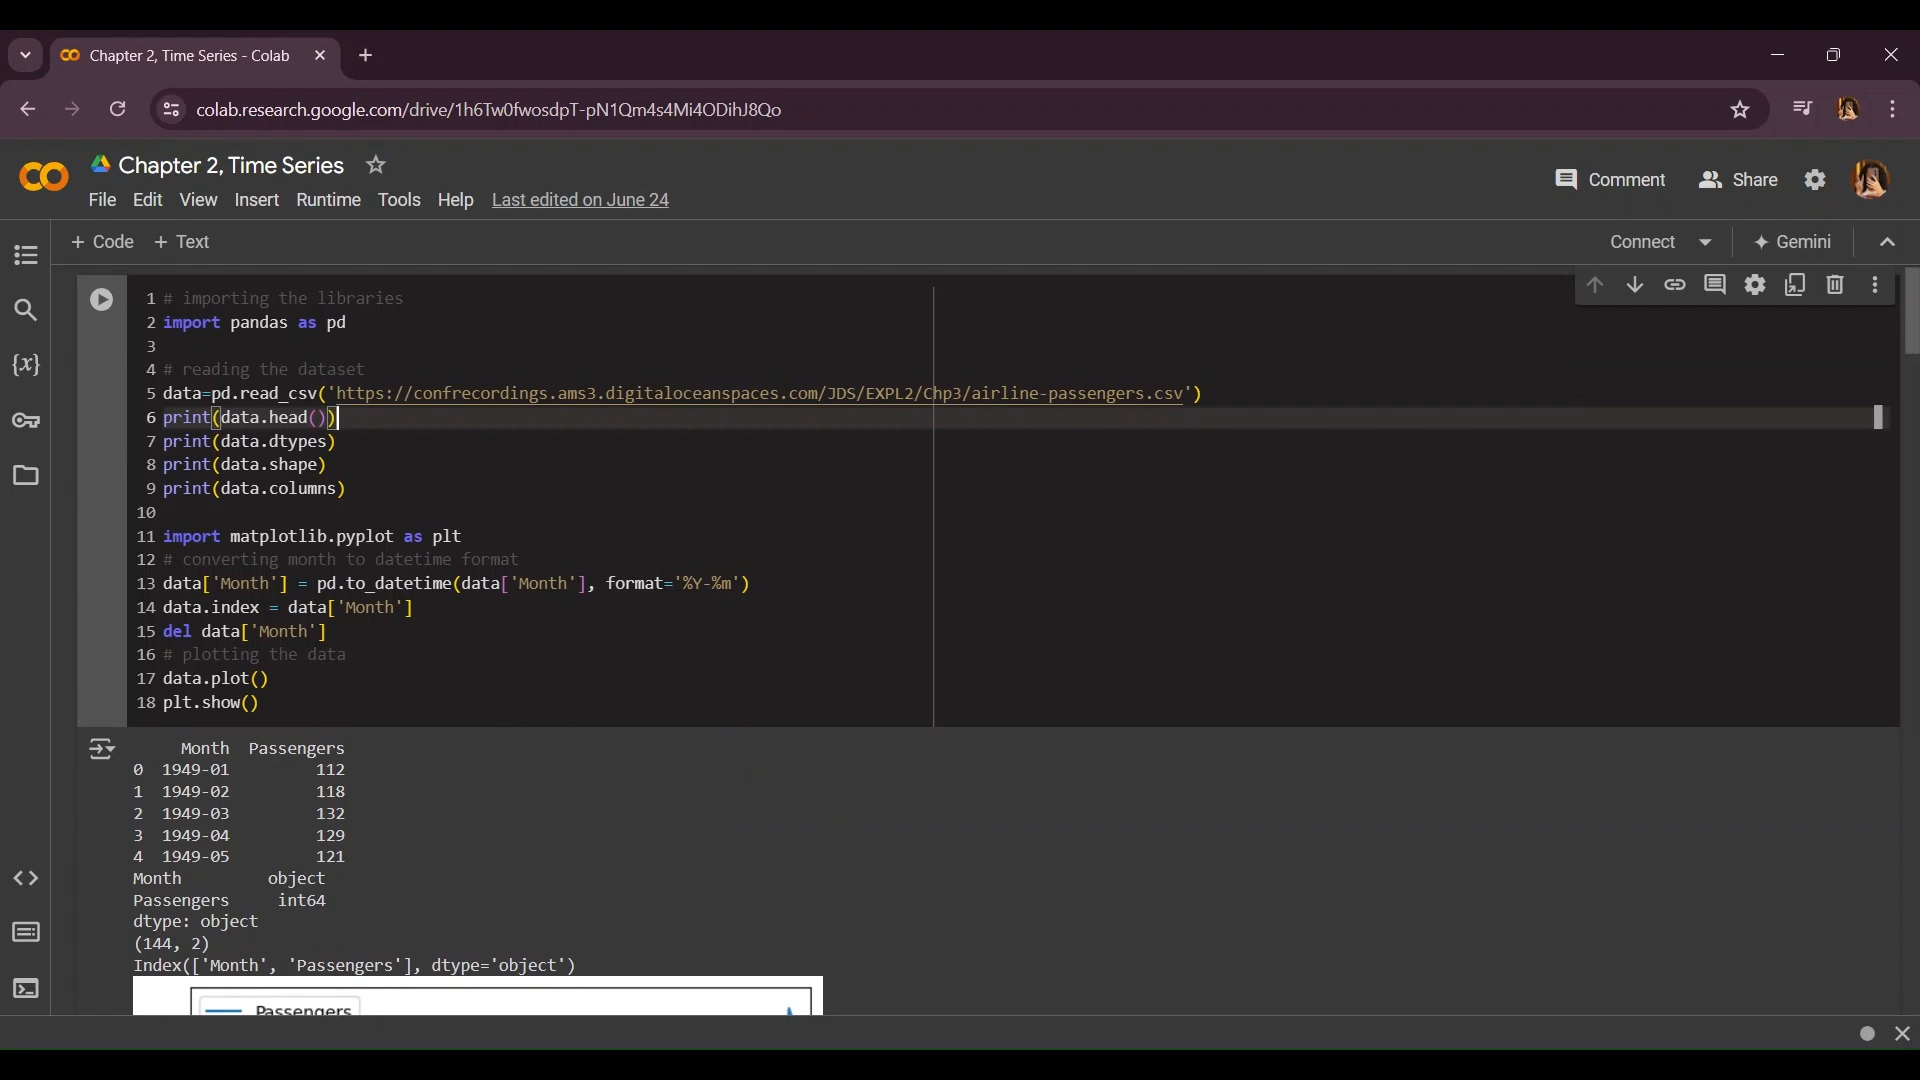 Chapter 2, Time Series - Colab
colab.research.google.com/drive/1h6Tw0fwosdpT-pN1Qm4s4Mi4ODihJ8Qo
Chapter 2, Time Series
Comment Share
File Edit View Insert Runtime Tools Help Last edited on June 24
+ Code + Text Connect Gemini
1 # importing the libraries
2 import pandas as pd
3
4 # reading the dataset
5 data=pd.read_csv('https://confrecordings.ams3.digitaloceanspaces.com/JDS/EXPL2/Chp3/airline-passengers.csv')
6 print(data.head())
7 print(data.dtypes)
8 print(data.shape)
9 print(data.columns)
10
11 import matplotlib.pyplot as plt
12 # converting month to datetime format
13 data['Month'] = pd.to_datetime(data['Month'], format='%Y-%m')
14 data.index = data['Month']
15 del data['Month']
16 # plotting the data
17 data.plot()
18 plt.show()
Month Passengers
0 1949-01 112
1 1949-02 118
2 1949-03 132
3 1949-04 129
4 1949-05 121
Month object
Passengers int64
dtype: object
(144, 2)
Index(['Month', 'Passengers'], dtype='object')
Passengers